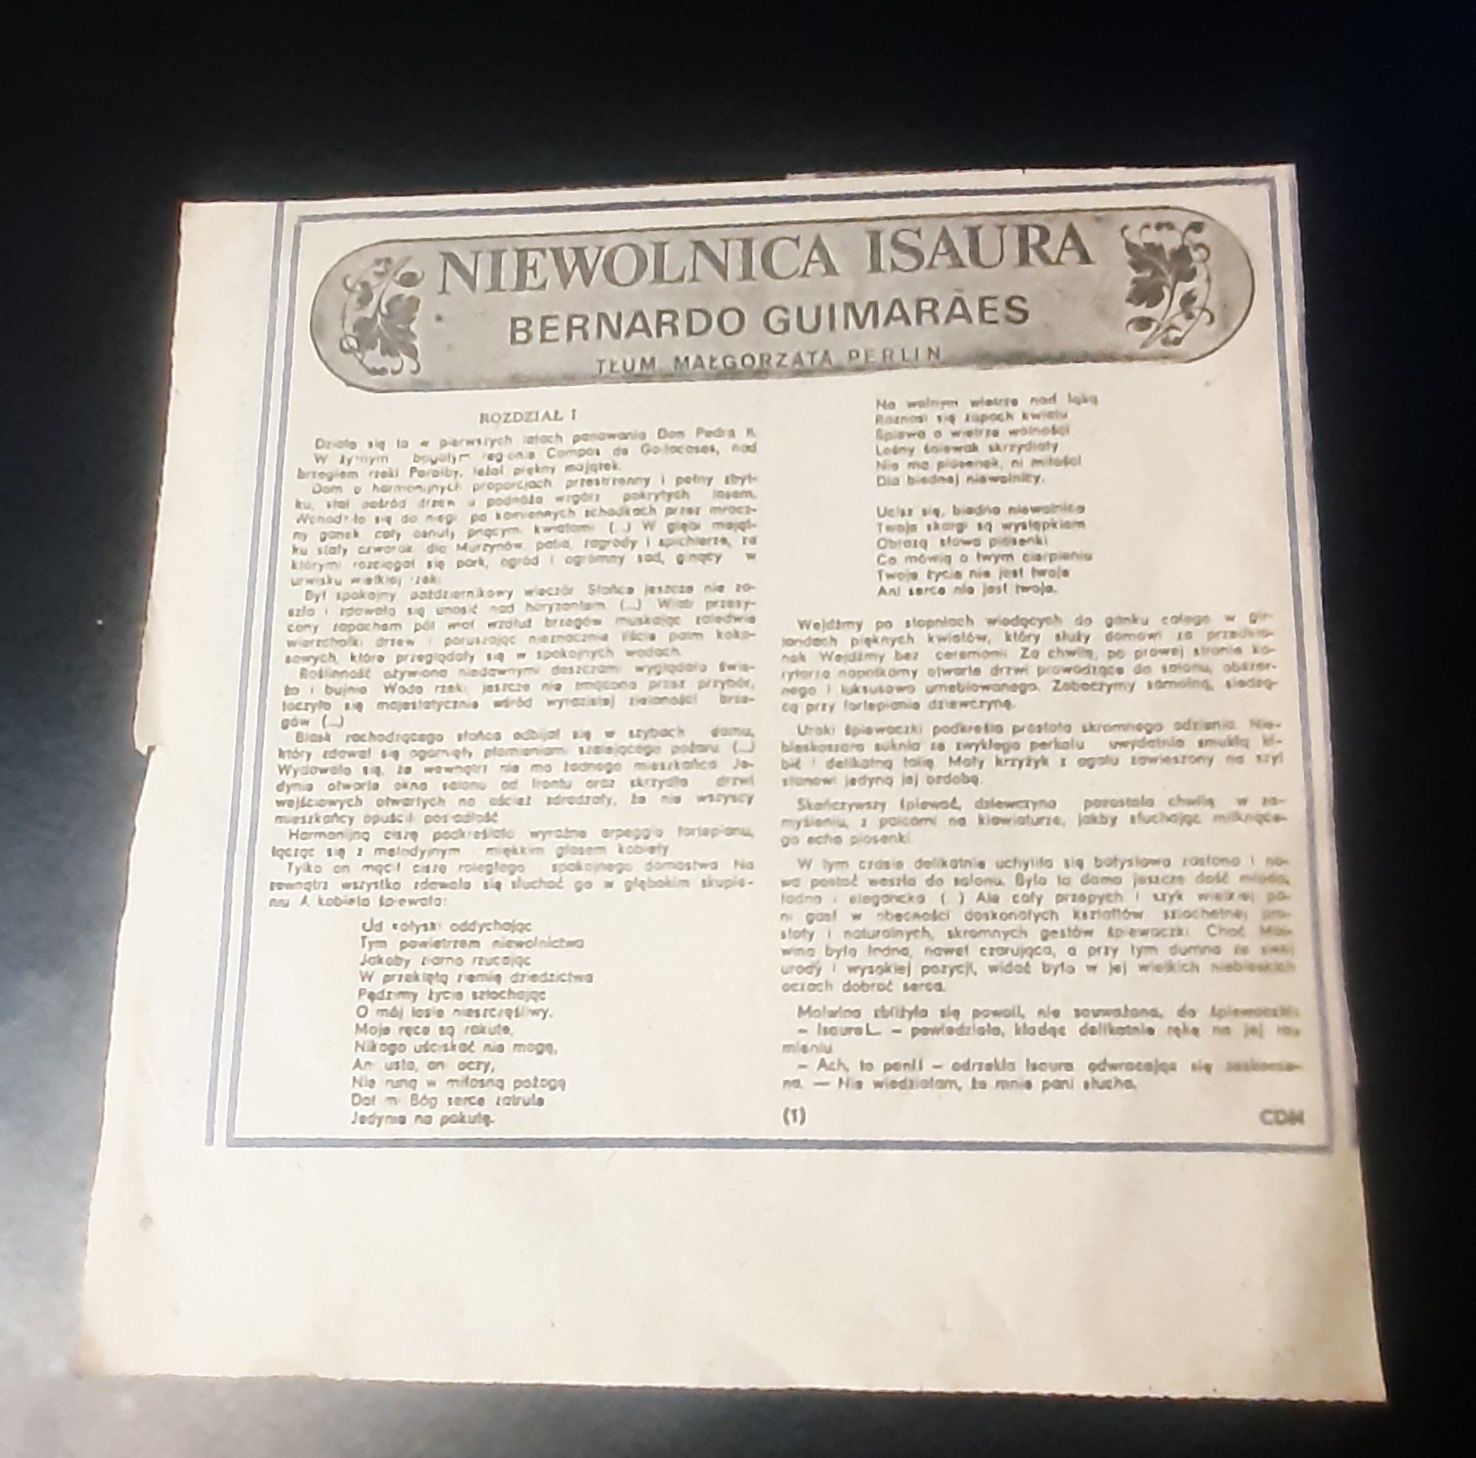 NIEWOLNICA ISAURA
BERNARDO GUIMARÃES
TŁUM. MAŁGORZATA PERLIN
ROZDZIAŁ I
Działo się to w pierwszych latach panowania Don Pedra II.
W żyznym bogatym regionie Campos de Goitacases, nad
brzegiem rzeki Paraiby, leżał piękny majątek.
Dom o harmonijnych proporcjach przestrzenny i pełny zbyt-
ku, stał pośród drzew u podnóża wzgórz pokrytych lasem.
Wchodziło się do niego po kamiennych schodkach przez mrocz-
ny ganek cały osnuty pnącymi kwiatami (...) W głębi mająt-
ku stały czworaki dla Murzynów, patia, zagrody i spichierze, za
którymi rozciągał się park, ogród i ogromny sad, ginący w
urwisku wielkiej rzeki.
Był spokojny październikowy wieczór. Słońce jeszcze nie za-
szło i zdawało się unosić nad horyzontem (...) Wiatr przesy-
cony zapachem pól wiał wzdłuż brzegów muskając zaledwie
wierzchołki drzew i poruszając nieznacznie liście palm koko-
sowych, które przeglądały się w spokojnych wodach.
Roślinność ożywiona niedawnymi deszczami wyglądała świe-
żo i bujnie. Woda rzeki, jeszcze nie zmącona przez przybór,
toczyła się majestatycznie wśród wyrazistej zieloności brze-
gów (...)
Blask zachodzącego słońca odbijał się w szybach domu,
który zdawał się ogarnięty płomieniami szalejącego pożaru. (...)
Wydawało się, że wewnątrz nie ma żadnego mieszkańca. Je-
dynie otwarte okna salonu od frontu oraz skrzydła drzwi
wejściowych otwartych na oścież zdradzały, że nie wszyscy
mieszkańcy opuścili posiadłość.
Harmonijną ciszę podkreślało wyraźne arpeggio fortepianu,
łącząc się z melodyjnym miękkim głosem kobiety.
Tylko on mącił ciszę rozległego spokojnego domostwa. Na
zewnątrz wszystko zdawało się słuchać go w głębokim skupie-
niu. A kobieta śpiewała:
Od kołyski oddychając
Tym powietrzem niewolnictwa
Jakoby ziarno rzucając
W przeklętą ziemię dziedzictwa
Pędzimy życie szlochając
O mój losie nieszczęśliwy.
Moje ręce są zakute,
Nikogo uściskać nie mogę,
Ani usta, ani oczy,
Nie runą w miłosną pożogę
Dał mi Bóg serce zatrute
Jedynie na pokutę.
Na wolnym wietrze nad łąką
Roznosi się zapach kwiatu
Śpiewa o wietrze wolności
Leśny śpiewak skrzydlaty
Nie ma piosenek, ni miłości
Dla biednej niewolnicy.
Ucisz się, biedna niewolnico
Twoje skargi są występkiem
Obrazą słowa piosenki
Co mówią o twym cierpieniu
Twoje życie nie jest twoje
Ani serce nie jest twoje.
Wejdźmy po stopniach wiodących do ganku całego w gir-
landach pięknych kwiatów, który służy domowi za przedsio-
nek. Wejdźmy bez ceremonii. Za chwilę, po prawej stronie ko-
rytarza napotkamy otwarte drzwi prowadzące do salonu, obszer-
nego i luksusowo umeblowanego. Zobaczymy samotną, siedzą-
cą przy fortepianie dziewczynę.
Uroki śpiewaczki podkreśla prostota skromnego odzienia. Nie-
bieskoszara suknia ze zwykłego perkalu uwydatnia smukłą ki-
bić i delikatną talię. Mały krzyżyk z agatu zawieszony na szyi
stanowi jedyną jej ozdobę.
Skończywszy śpiewać, dziewczyna pozostała chwilę w za-
myśleniu, z palcami na klawiaturze, jakby słuchając milknące-
go echa piosenki.
W tym czasie delikatnie uchyliła się batystowa zasłona i no-
wa postać weszła do salonu. Była to dama jeszcze dość młoda,
ładna i elegancka (...) Ale cały przepych i szyk wielkiej pa-
ni gasł w obecności doskonałych kształtów szlachetnej pro-
stoty i naturalnych, skromnych gestów śpiewaczki. Choć Mal-
wina była ładna, nawet czarująca, a przy tym dumna ze swej
urody i wysokiej pozycji, widać było w jej wielkich niebieskich
oczach dobroć serca.
Malwina zbliżyła się powoli, nie zauważona, do śpiewaczki:
– Isaura!... – powiedziała, kładąc delikatnie rękę na jej ra-
mieniu.
– Ach, to pani! – odrzekła Isaura odwracając się zaskoczo-
na. — Nie wiedziałam, że mnie pani słucha.
(1)
CDN